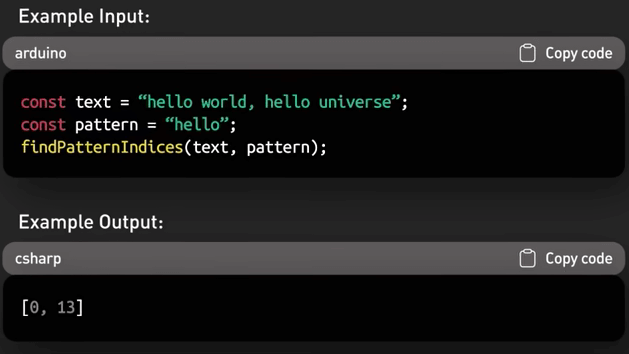 Example Input:
arduino Copy code
const text = “hello world, hello universe”;
const pattern = “hello”;
findPatternIndices(text, pattern);
Example Output:
csharp Copy code
[0, 13]